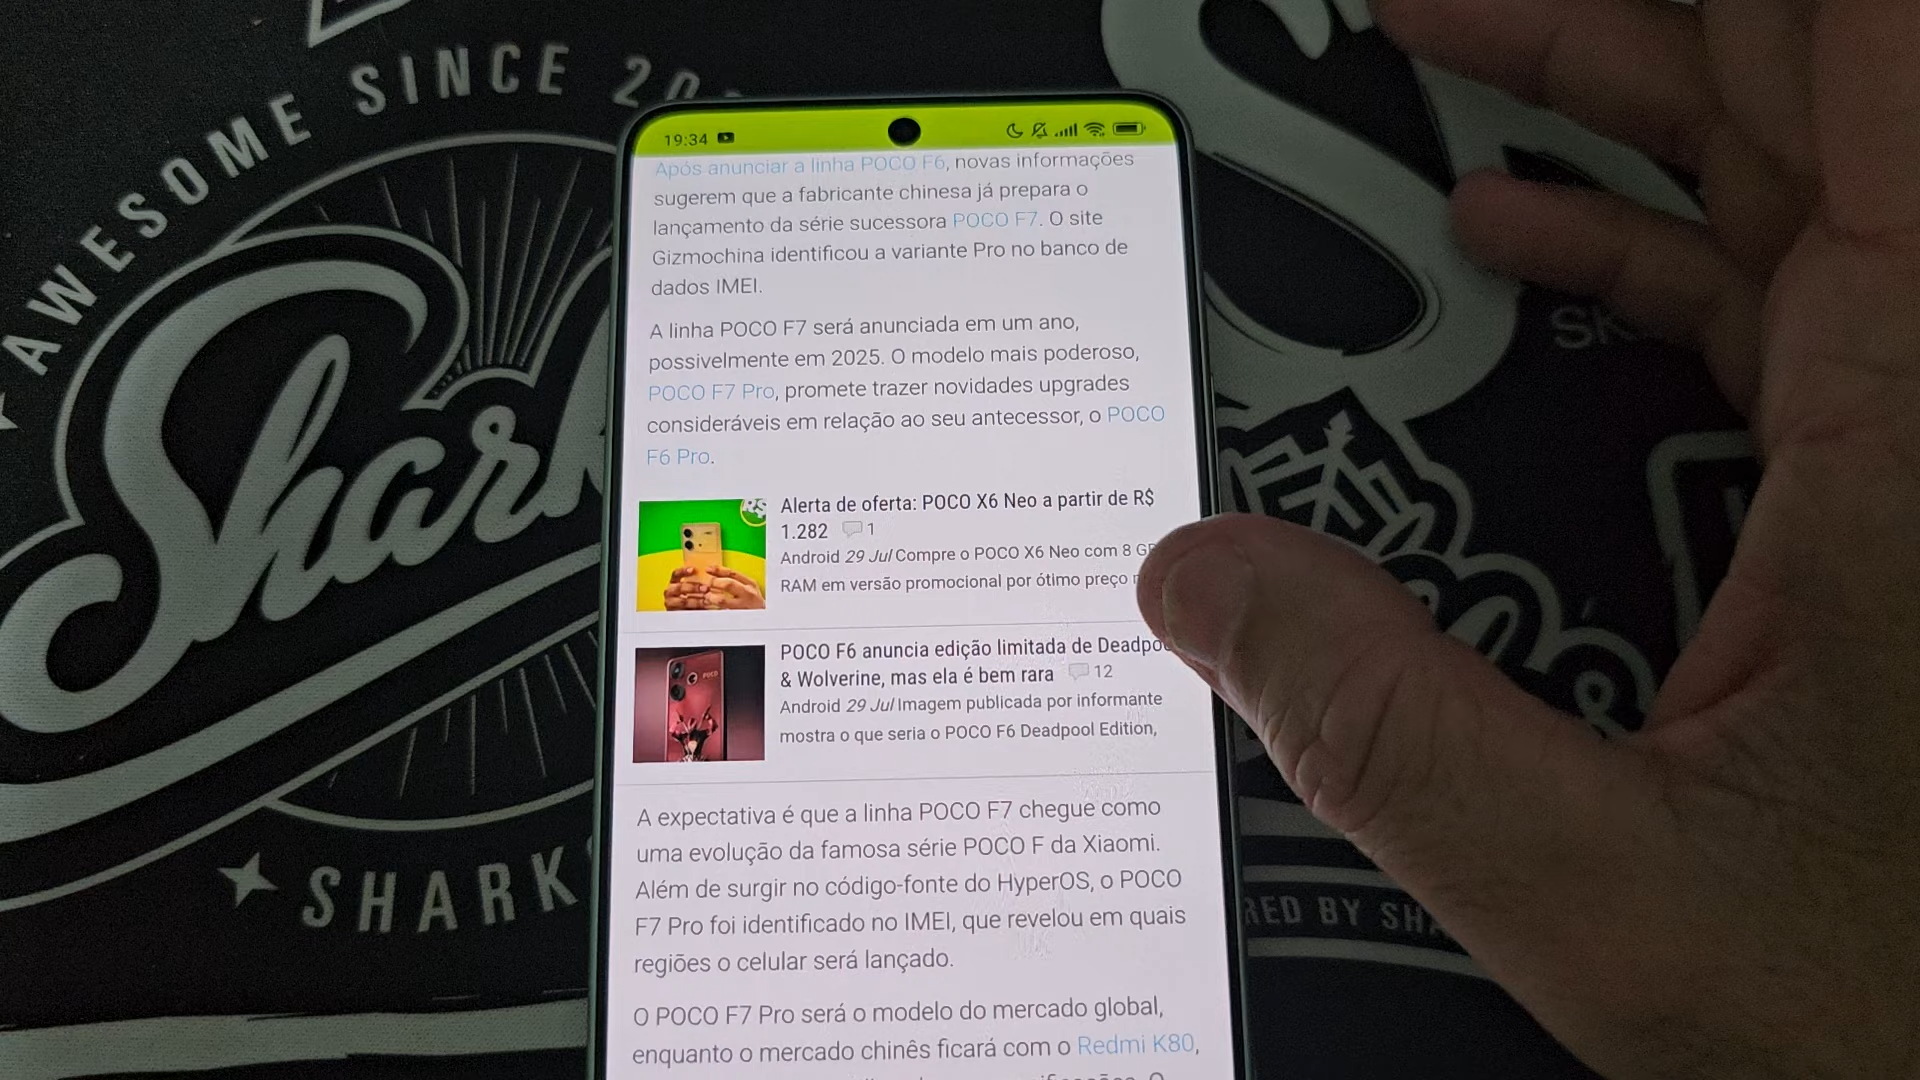 AWESOME SINCE
Shark
SHARK
19:34
Após anunciar a linha POCO F6, novas informações
sugerem que a fabricante chinesa já prepara o
lançamento da série sucessora POCO F7. O site
Gizmochina identificou a variante Pro no banco de
dados IMEI.
A linha POCO F7 será anunciada em um ano,
possivelmente em 2025. O modelo mais poderoso,
POCO F7 Pro, promete trazer novidades upgrades
consideráveis em relação ao seu antecessor, o POCO
F6 Pro.
R$
Alerta de oferta: POCO X6 Neo a partir de R$
1.282 1
Android 29 Jul Compre o POCO X6 Neo com 8
RAM em versão promocional por ótimo preço
POCO
POCO F6 anuncia edição limitada de
& Wolverine, mas ela é bem rara 12
Android 29 Jul Imagem publicada por informante
mostra o que seria o POCO F6 Deadpool Edition,
A expectativa é que a linha POCO F7 chegue como
uma evolução da famosa série POCO F da Xiaomi.
Além de surgir no código-fonte do HyperOS, o POCO
F7 Pro foi identificado no IMEI, que revelou em quais
regiões o celular será lançado.
O POCO F7 Pro será o modelo do mercado global,
enquanto o mercado chinês ficará com o Redmi K80,
BY